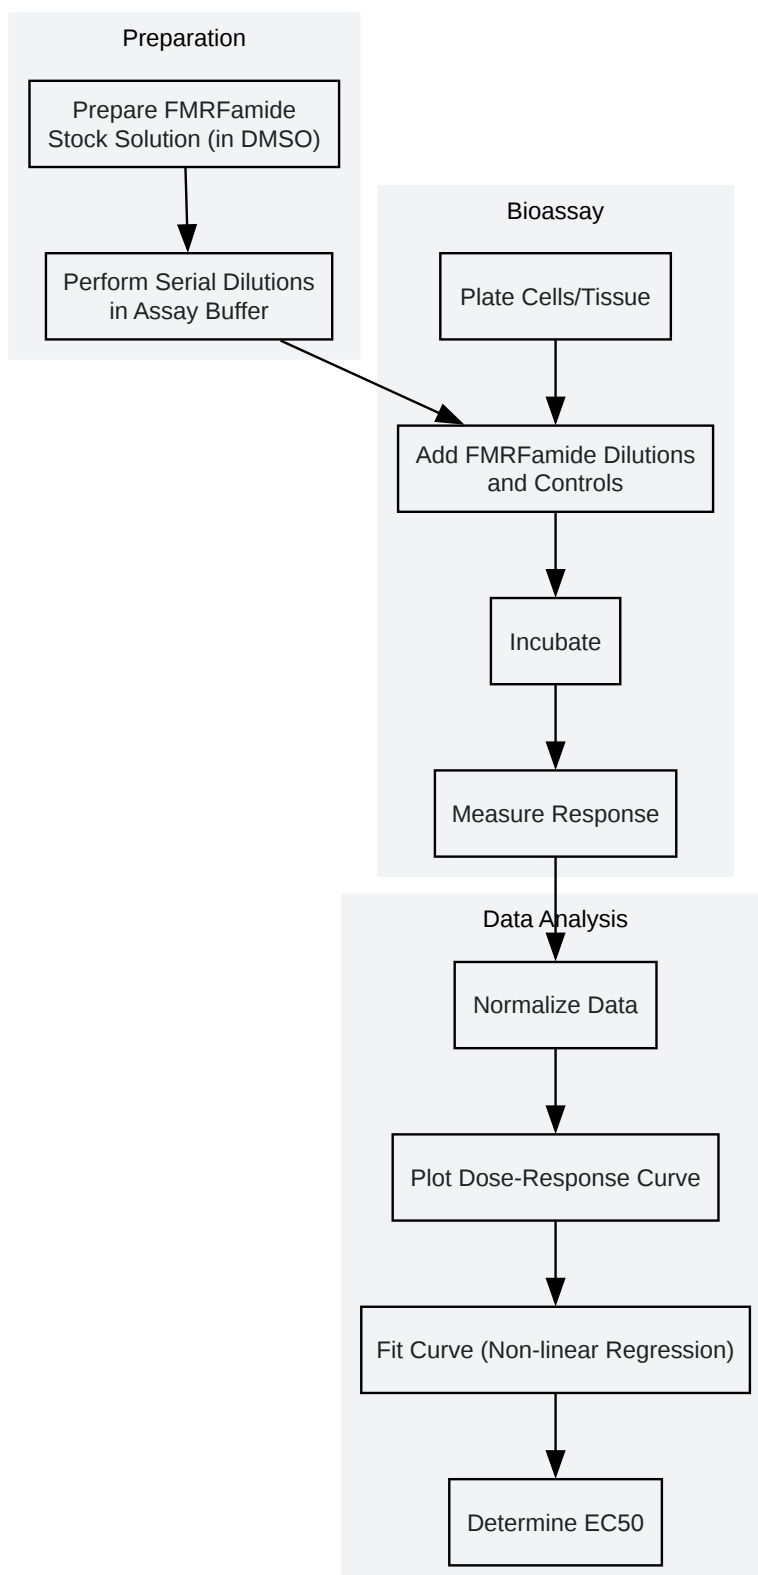 Preparation
Prepare FMRFamide
Stock Solution (in DMSO)
Perform Serial Dilutions
in Assay Buffer
Bioassay
Plate Cells/Tissue
Add FMRFamide Dilutions
and Controls
Incubate
Measure Response
Data Analysis
Normalize Data
Plot Dose-Response Curve
Fit Curve (Non-linear Regression)
Determine EC50